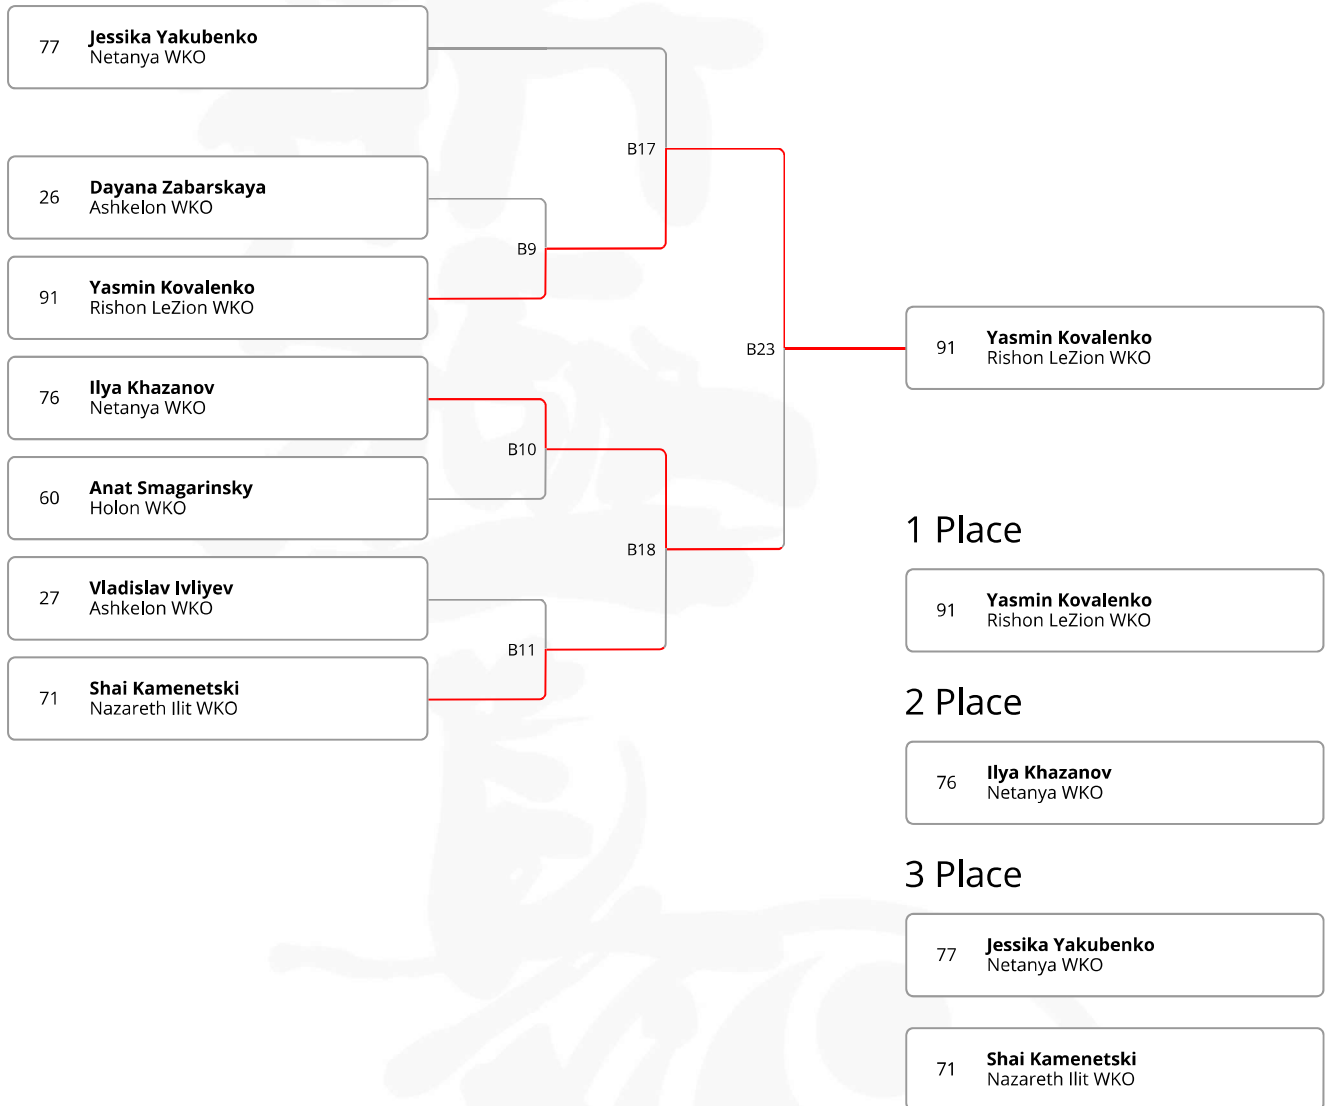 77
Jessika Yakubenko
Netanya WKO
B17
26
Dayana Zabarskaya
Ashkelon WKO
B9
91
Yasmin Kovalenko
Rishon LeZion WKO
B23
91
Yasmin Kovalenko
Rishon LeZion WKO
76
Ilya Khazanov
Netanya WKO
B10
60
Anat Smagarinsky
Holon WKO
1 Place
B18
27
Vladislav Ivliyev
Ashkelon WKO
91
Yasmin Kovalenko
Rishon LeZion WKO
B11
71
Shai Kamenetski
Nazareth Ilit WKO
2 Place
76
Ilya Khazanov
Netanya WKO
3 Place
77
Jessika Yakubenko
Netanya WKO
71
Shai Kamenetski
Nazareth Ilit WKO